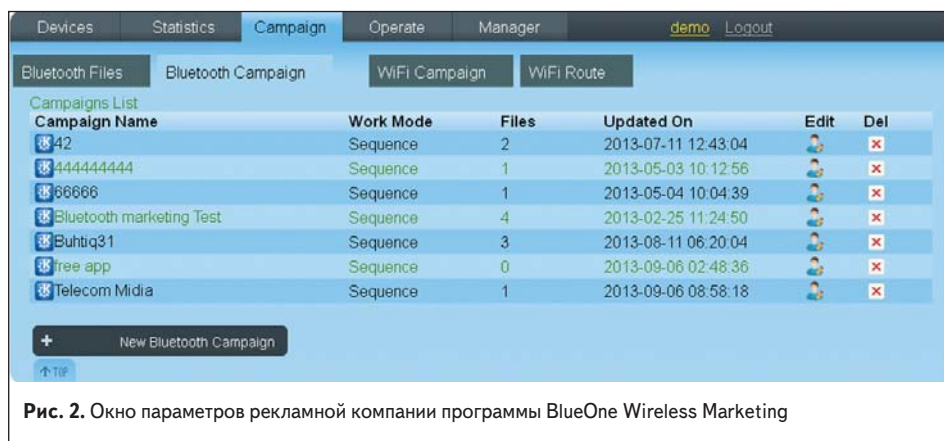 Devices Statistics Campaign Operate Manager demo Logout
Bluetooth Files Bluetooth Campaign WiFi Campaign WiFi Route
Campaigns List
Campaign Name Work Mode Files Updated On Edit Del
42 Sequence 2 2013-07-11 12:43:04
444444444 Sequence 1 2013-05-03 10:12:56
66666 Sequence 1 2013-05-04 10:04:39
Bluetooth marketing Test Sequence 4 2013-02-25 11:24:50
Buhtiq31 Sequence 3 2013-08-11 06:20:04
free app Sequence 0 2013-09-06 02:48:36
Telecom Midia Sequence 1 2013-09-06 08:58:18
+ New Bluetooth Campaign
TOP
Рис. 2. Окно параметров рекламной компании программы BlueOne Wireless Marketing